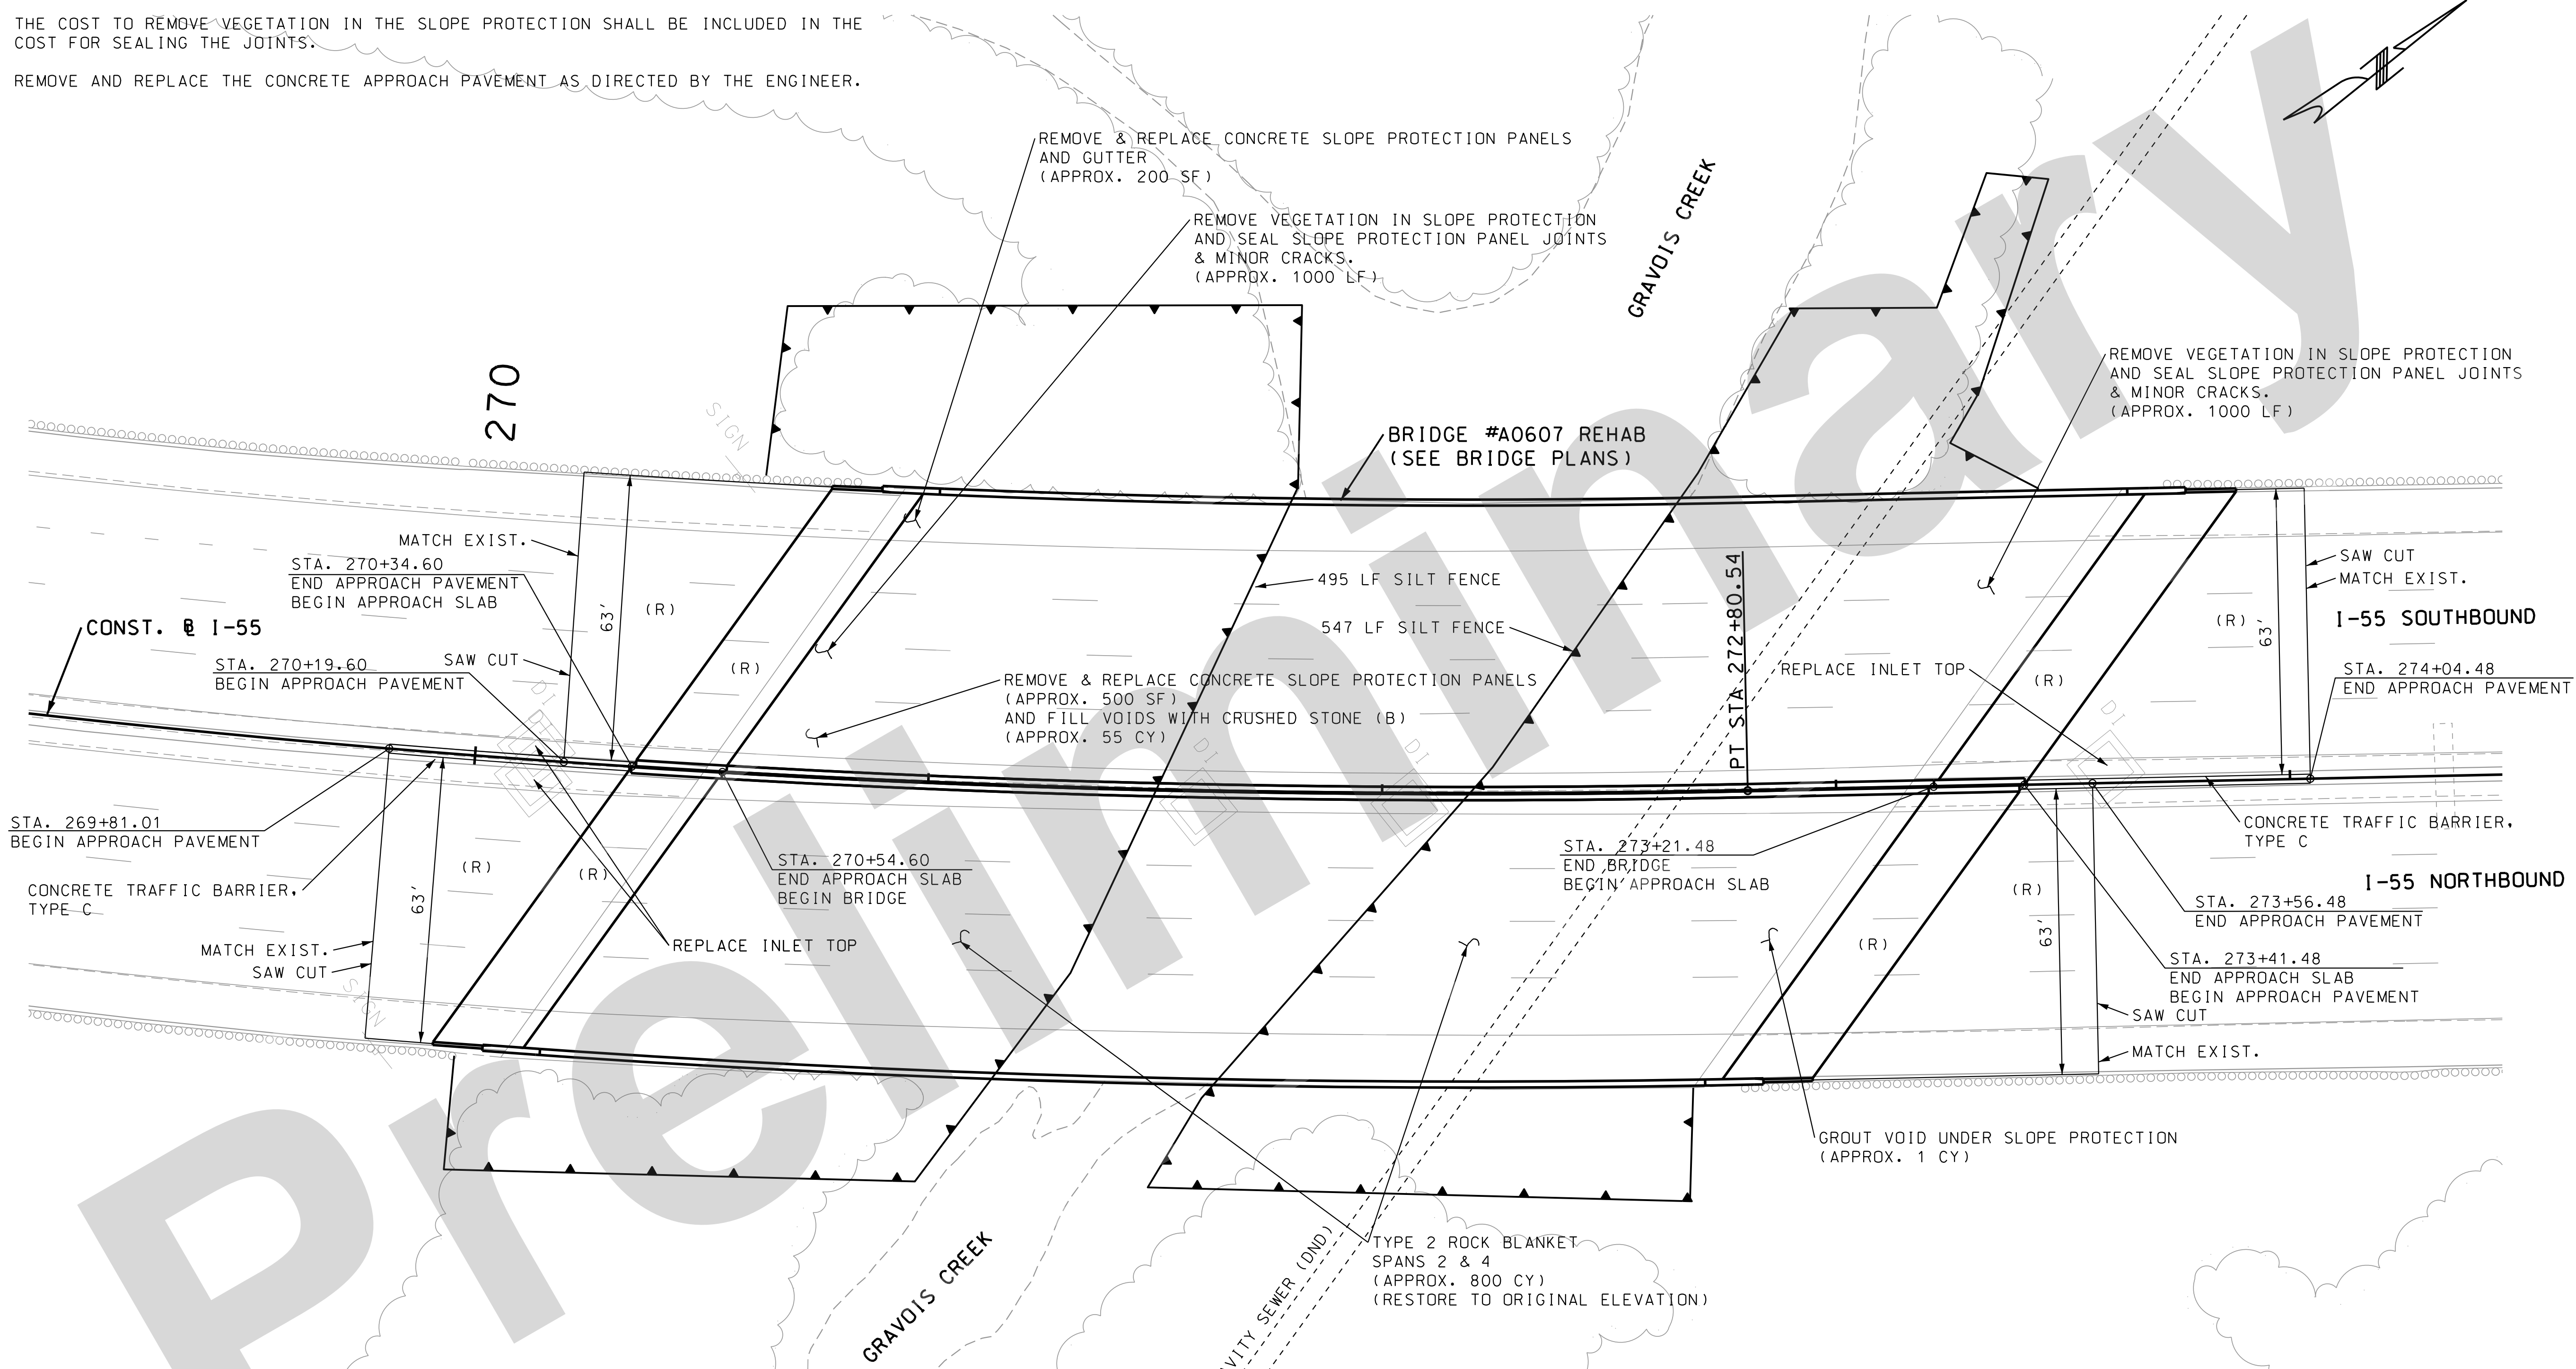 THE COST TO REMOVE VEGETATION IN THE SLOPE PROTECTION SHALL BE INCLUDED IN THE
COST FOR SEALING THE JOINTS.
REMOVE AND REPLACE THE CONCRETE APPROACH PAVEMENT AS DIRECTED BY THE ENGINEER.
REMOVE & REPLACE CONCRETE SLOPE PROTECTION PANELS
AND GUTTER
(APPROX. 200 SF)
REMOVE VEGETATION IN SLOPE PROTECTION
AND SEAL SLOPE PROTECTION PANEL JOINTS
& MINOR CRACKS.
(APPROX. 1000 LF)
GRAVOIS CREEK
REMOVE VEGETATION IN SLOPE PROTECTION
AND SEAL SLOPE PROTECTION PANEL JOINTS
& MINOR CRACKS.
(APPROX. 1000 LF)
270
SIGN
BRIDGE #A0607 REHAB
(SEE BRIDGE PLANS)
MATCH EXIST.
STA. 270+34.60
END APPROACH PAVEMENT
BEGIN APPROACH SLAB
63'
(R)
CONST. ℄ I-55
STA. 270+19.60
BEGIN APPROACH PAVEMENT
SAW CUT
(R)
495 LF SILT FENCE
547 LF SILT FENCE
REMOVE & REPLACE CONCRETE SLOPE PROTECTION PANELS
(APPROX. 500 SF)
AND FILL VOIDS WITH CRUSHED STONE (B)
(APPROX. 55 CY)
PT STA 272+80.54
REPLACE INLET TOP
(R)
(R)
63'
SAW CUT
MATCH EXIST.
I-55 SOUTHBOUND
STA. 274+04.48
END APPROACH PAVEMENT
DI
DI
DI
DI
STA. 269+81.01
BEGIN APPROACH PAVEMENT
CONCRETE TRAFFIC BARRIER,
TYPE C
63'
(R)
(R)
MATCH EXIST.
SAW CUT
SIGN
REPLACE INLET TOP
STA. 270+54.60
END APPROACH SLAB
BEGIN BRIDGE
STA. 273+21.48
END BRIDGE
BEGIN APPROACH SLAB
CONCRETE TRAFFIC BARRIER,
TYPE C
I-55 NORTHBOUND
(R)
(R)
63'
STA. 273+56.48
END APPROACH PAVEMENT
STA. 273+41.48
END APPROACH SLAB
BEGIN APPROACH PAVEMENT
SAW CUT
MATCH EXIST.
GROUT VOID UNDER SLOPE PROTECTION
(APPROX. 1 CY)
TYPE 2 ROCK BLANKET
SPANS 2 & 4
(APPROX. 800 CY)
(RESTORE TO ORIGINAL ELEVATION)
GRAVOIS CREEK
VITY SEWER (DND)
Preliminary